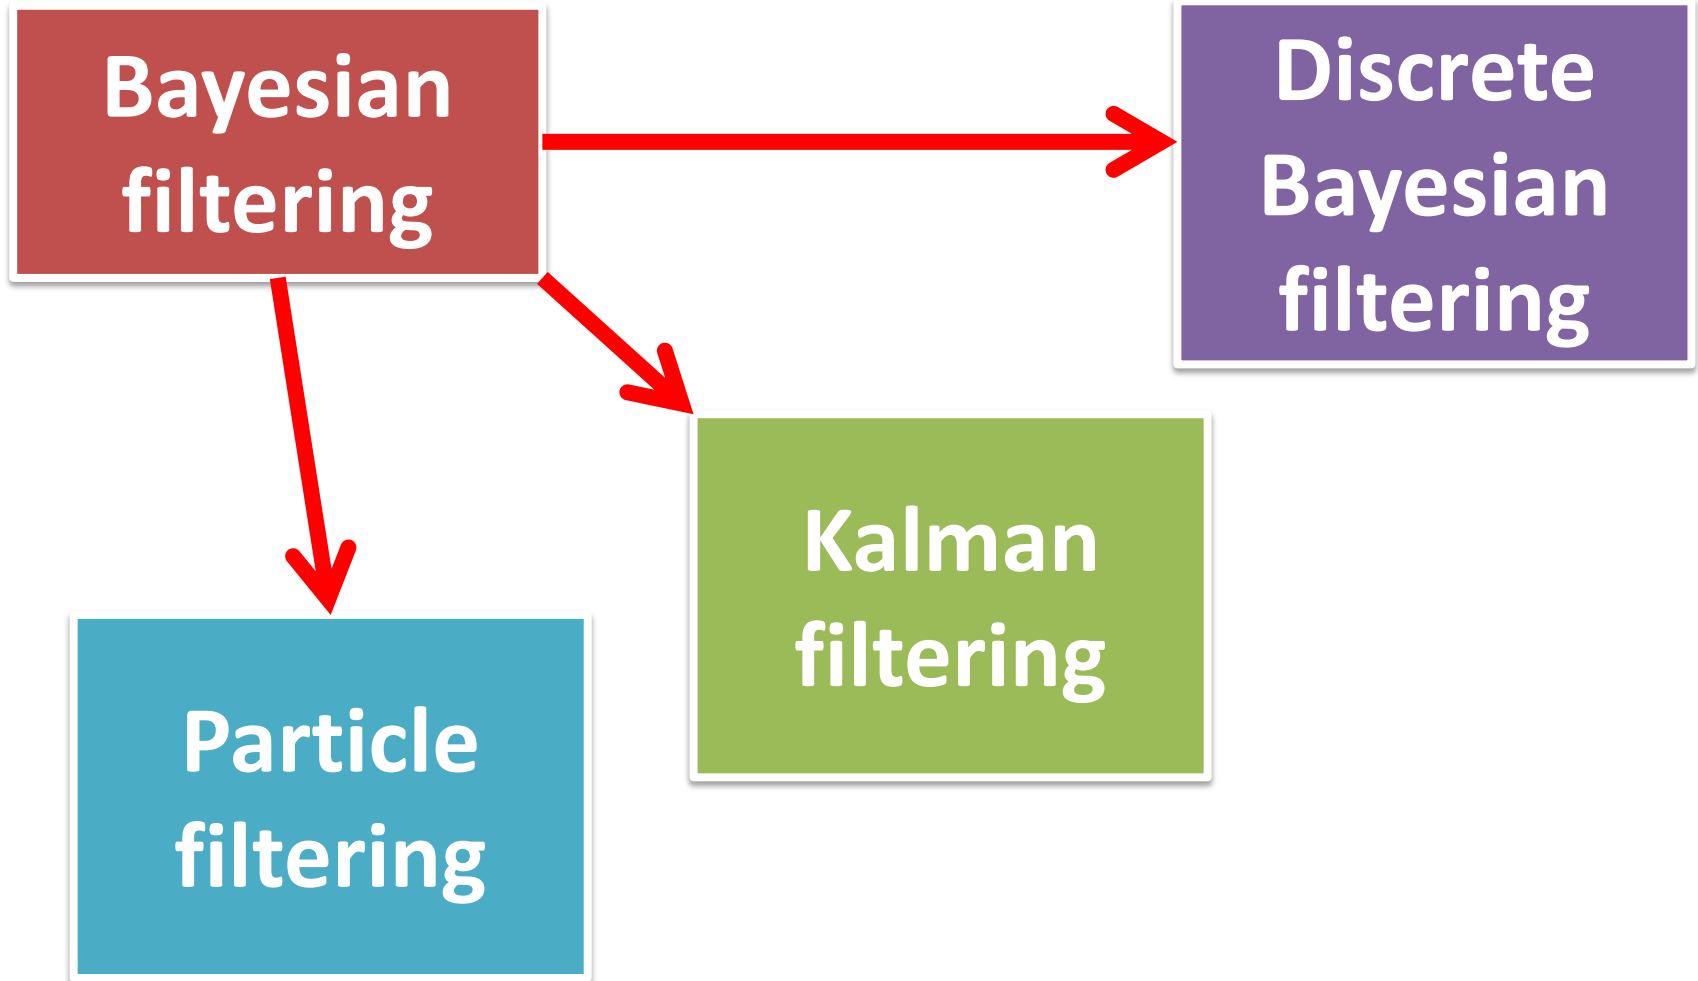 Bayesian
filtering
Discrete
Bayesian
filtering
Kalman
filtering
Particle
filtering